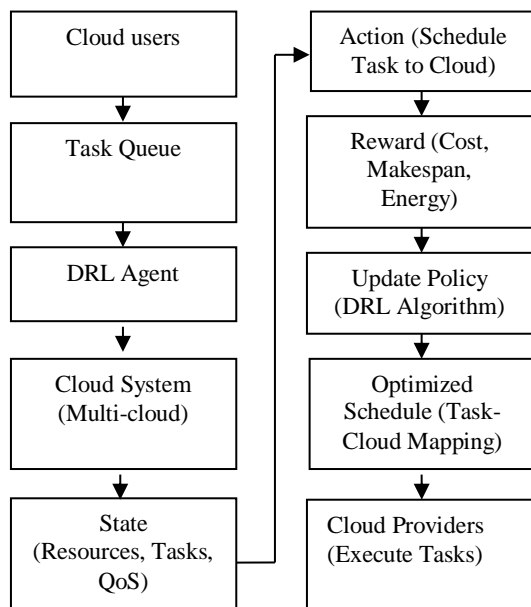 Cloud users
Task Queue
DRL Agent
Cloud System
(Multi-cloud)
State
(Resources, Tasks,
QoS)
Action (Schedule
Task to Cloud)
Reward (Cost,
Makespan,
Energy)
Update Policy
(DRL Algorithm)
Optimized
Schedule (Task-
Cloud Mapping)
Cloud Providers
(Execute Tasks)